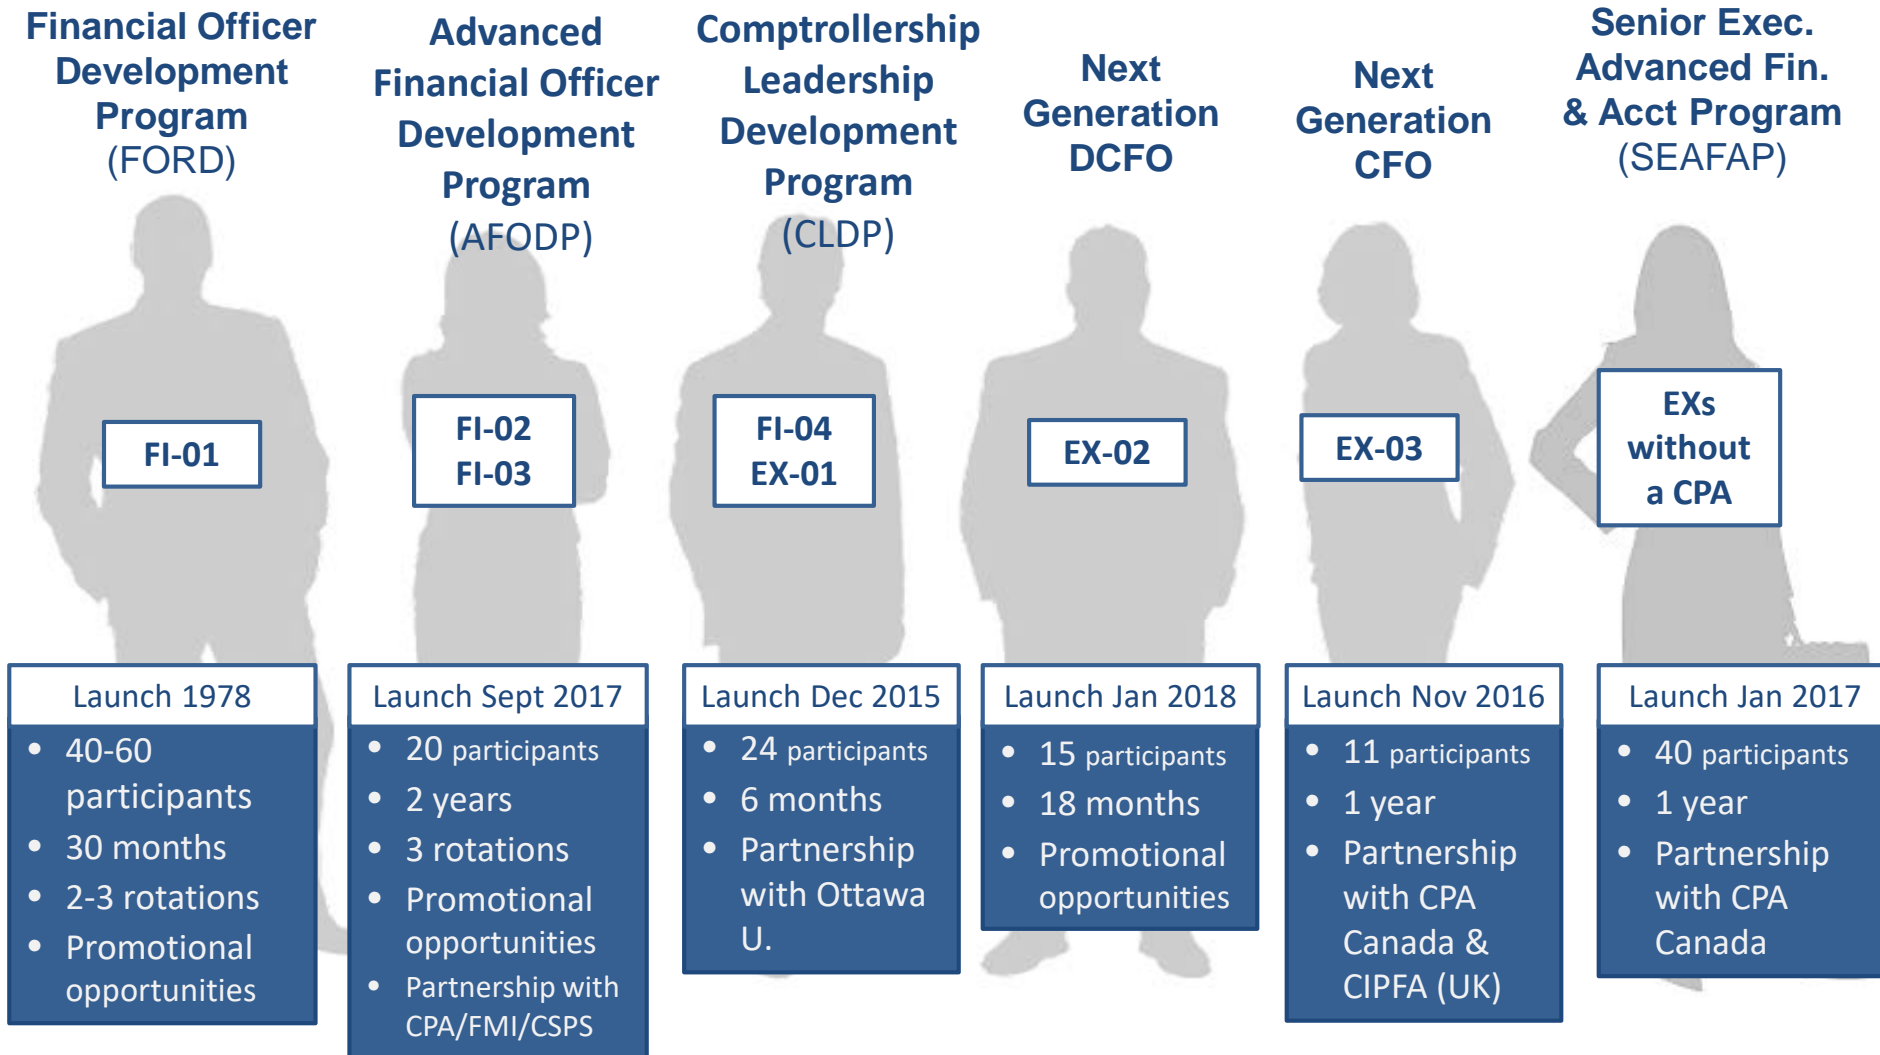 Financial Officer
Development
Program
(FORD)
FI-01
Launch 1978
• 40-60
participants
• 30 months
• 2-3 rotations
• Promotional
opportunities
Advanced
Financial Officer
Development
Program
(AFODP)
FI-02
FI-03
Launch Sept 2017
• 20 participants
• 2 years
• 3 rotations
• Promotional
opportunities
• Partnership with
CPA/FMI/CSPS
Comptrollership
Leadership
Development
Program
(CLDP)
FI-04
EX-01
Launch Dec 2015
• 24 participants
• 6 months
• Partnership
with Ottawa
U.
Next
Generation
DCFO
EX-02
Launch Jan 2018
• 15 participants
• 18 months
• Promotional
opportunities
Next
Generation
CFO
EX-03
Launch Nov 2016
• 11 participants
• 1 year
• Partnership
with CPA
Canada &
CIPFA (UK)
Senior Exec.
Advanced Fin.
& Acct Program
(SEAFAP)
EXs
without
a CPA
Launch Jan 2017
• 40 participants
• 1 year
• Partnership
with CPA
Canada